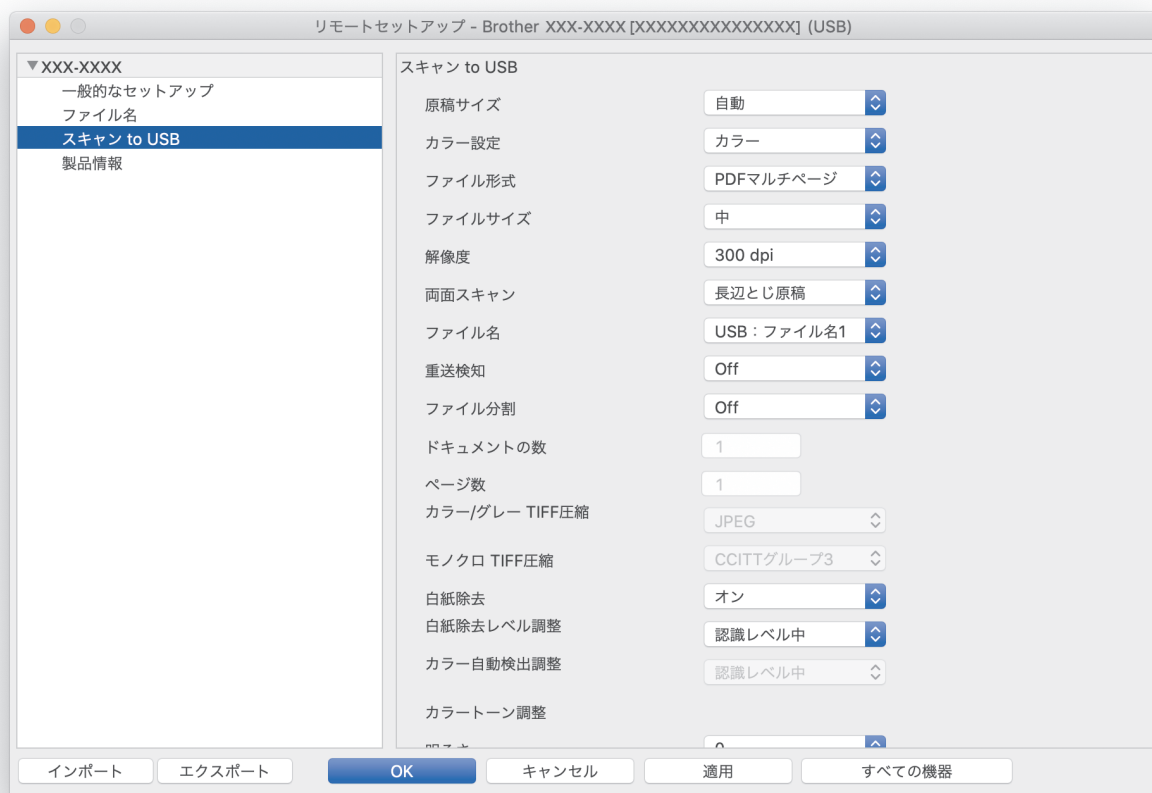 リモートセットアップ - Brother XXX-XXXX [XXXXXXXXXXXXXXX] (USB)
XXX-XXXX
一般的なセットアップ
ファイル名
スキャン to USB
製品情報
スキャン to USB
原稿サイズ 自動
カラー設定 カラー
ファイル形式 PDFマルチページ
ファイルサイズ 中
解像度 300 dpi
両面スキャン 長辺とじ原稿
ファイル名 USB：ファイル名1
重送検知 Off
ファイル分割 Off
ドキュメントの数 1
ページ数 1
カラー/グレー TIFF圧縮 JPEG
モノクロ TIFF圧縮 CCITTグループ3
白紙除去 オン
白紙除去レベル調整 認識レベル中
カラー自動検出調整 認識レベル中
カラートーン調整
明るさ 0
インポート エクスポート OK キャンセル 適用 すべての機器